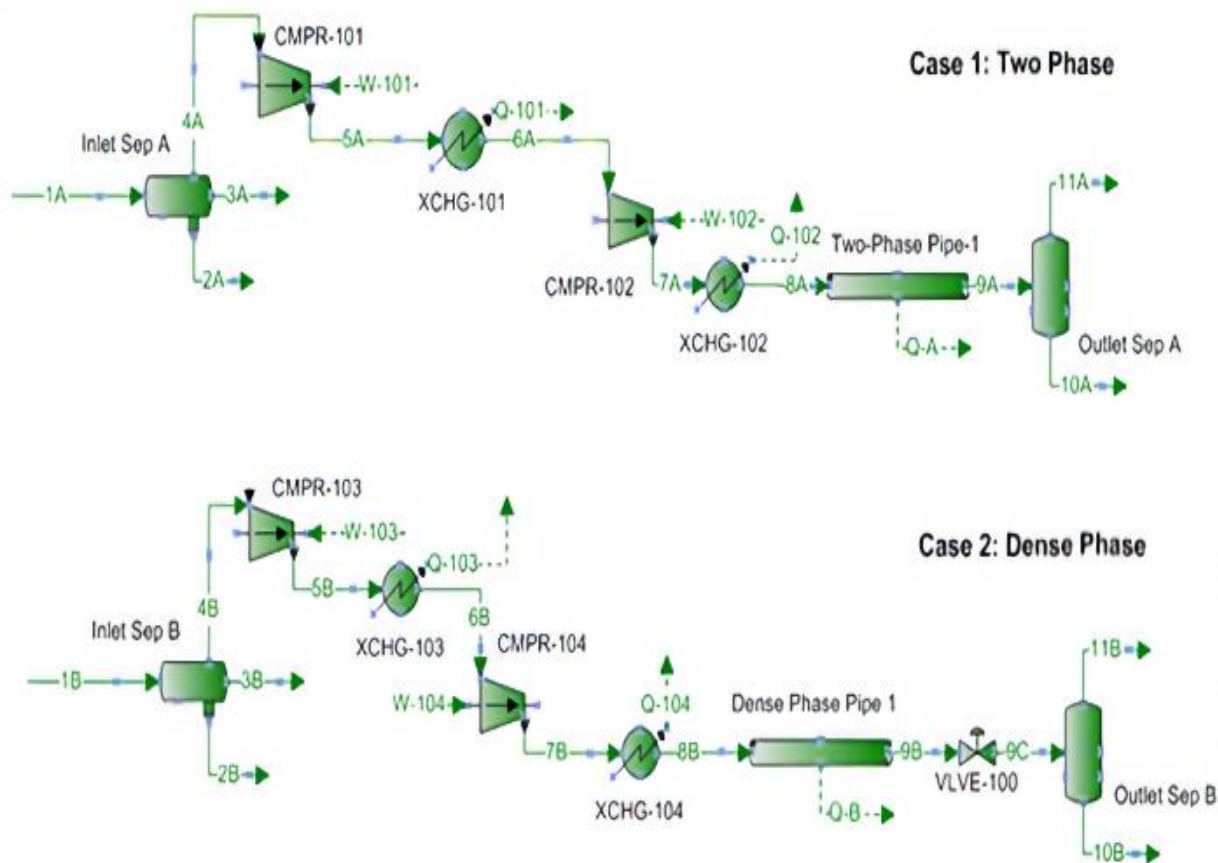 CMPR-101
Case 1: Two Phase
W-101
4A
Q-101
5A
6A
Inlet Sep A
XCHG-101
11A
1A
3A
W-102
Q-102
Two-Phase Pipe-1
2A
CMPR-102
7A
8A
9A
XCHG-102
Q-A
Outlet Sep A
10A
CMPR-103
W-103
Case 2: Dense Phase
Q-103
5B
4B
6B
Inlet Sep B
XCHG-103
CMPR-104
11B
1B
3B
W-104
Q-104
Dense Phase Pipe 1
7B
8B
9B
9C
2B
VLVE-100
XCHG-104
Q-B
Outlet Sep B
10B